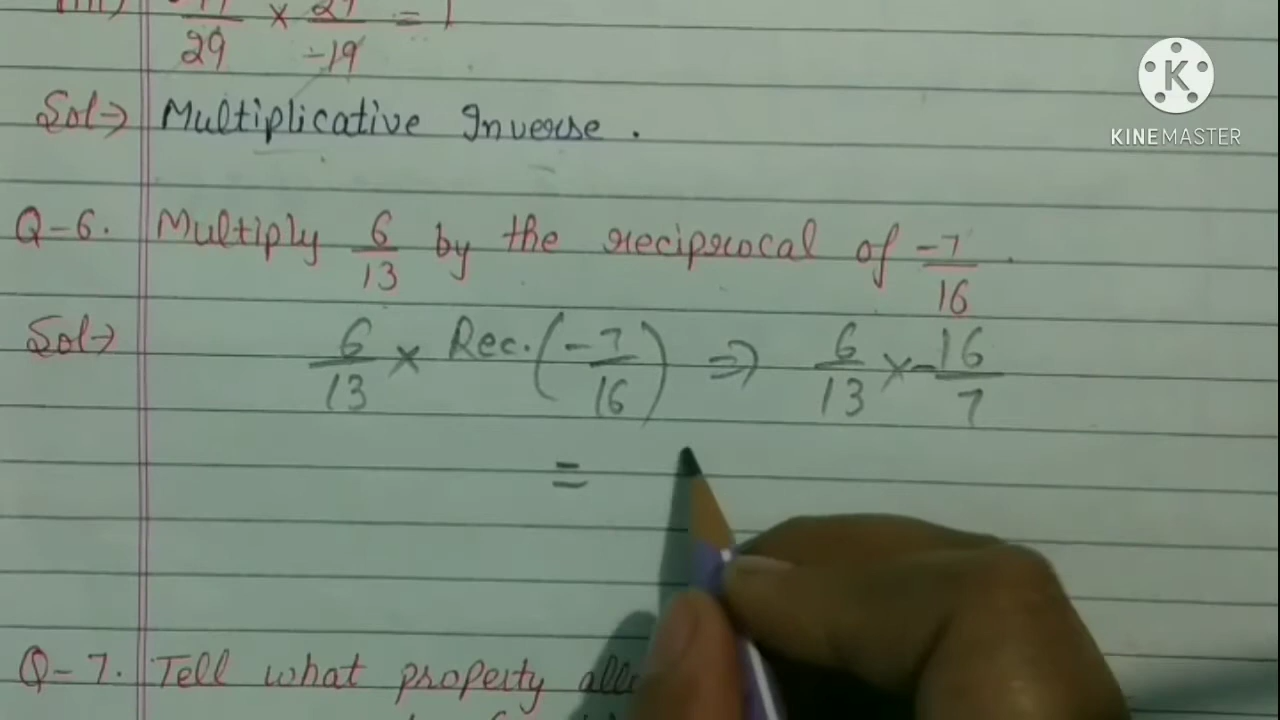 29 × -19 = 1
KINEMASTER
Sol→ Multiplicative Inverse.
Q-6. Multiply 6/13 by the reciprocal of -7/16.
Sol→ 6/13 × Rec. (-7/16) ⇒ 6/13 × -16/7
=
Q-7. Tell what property